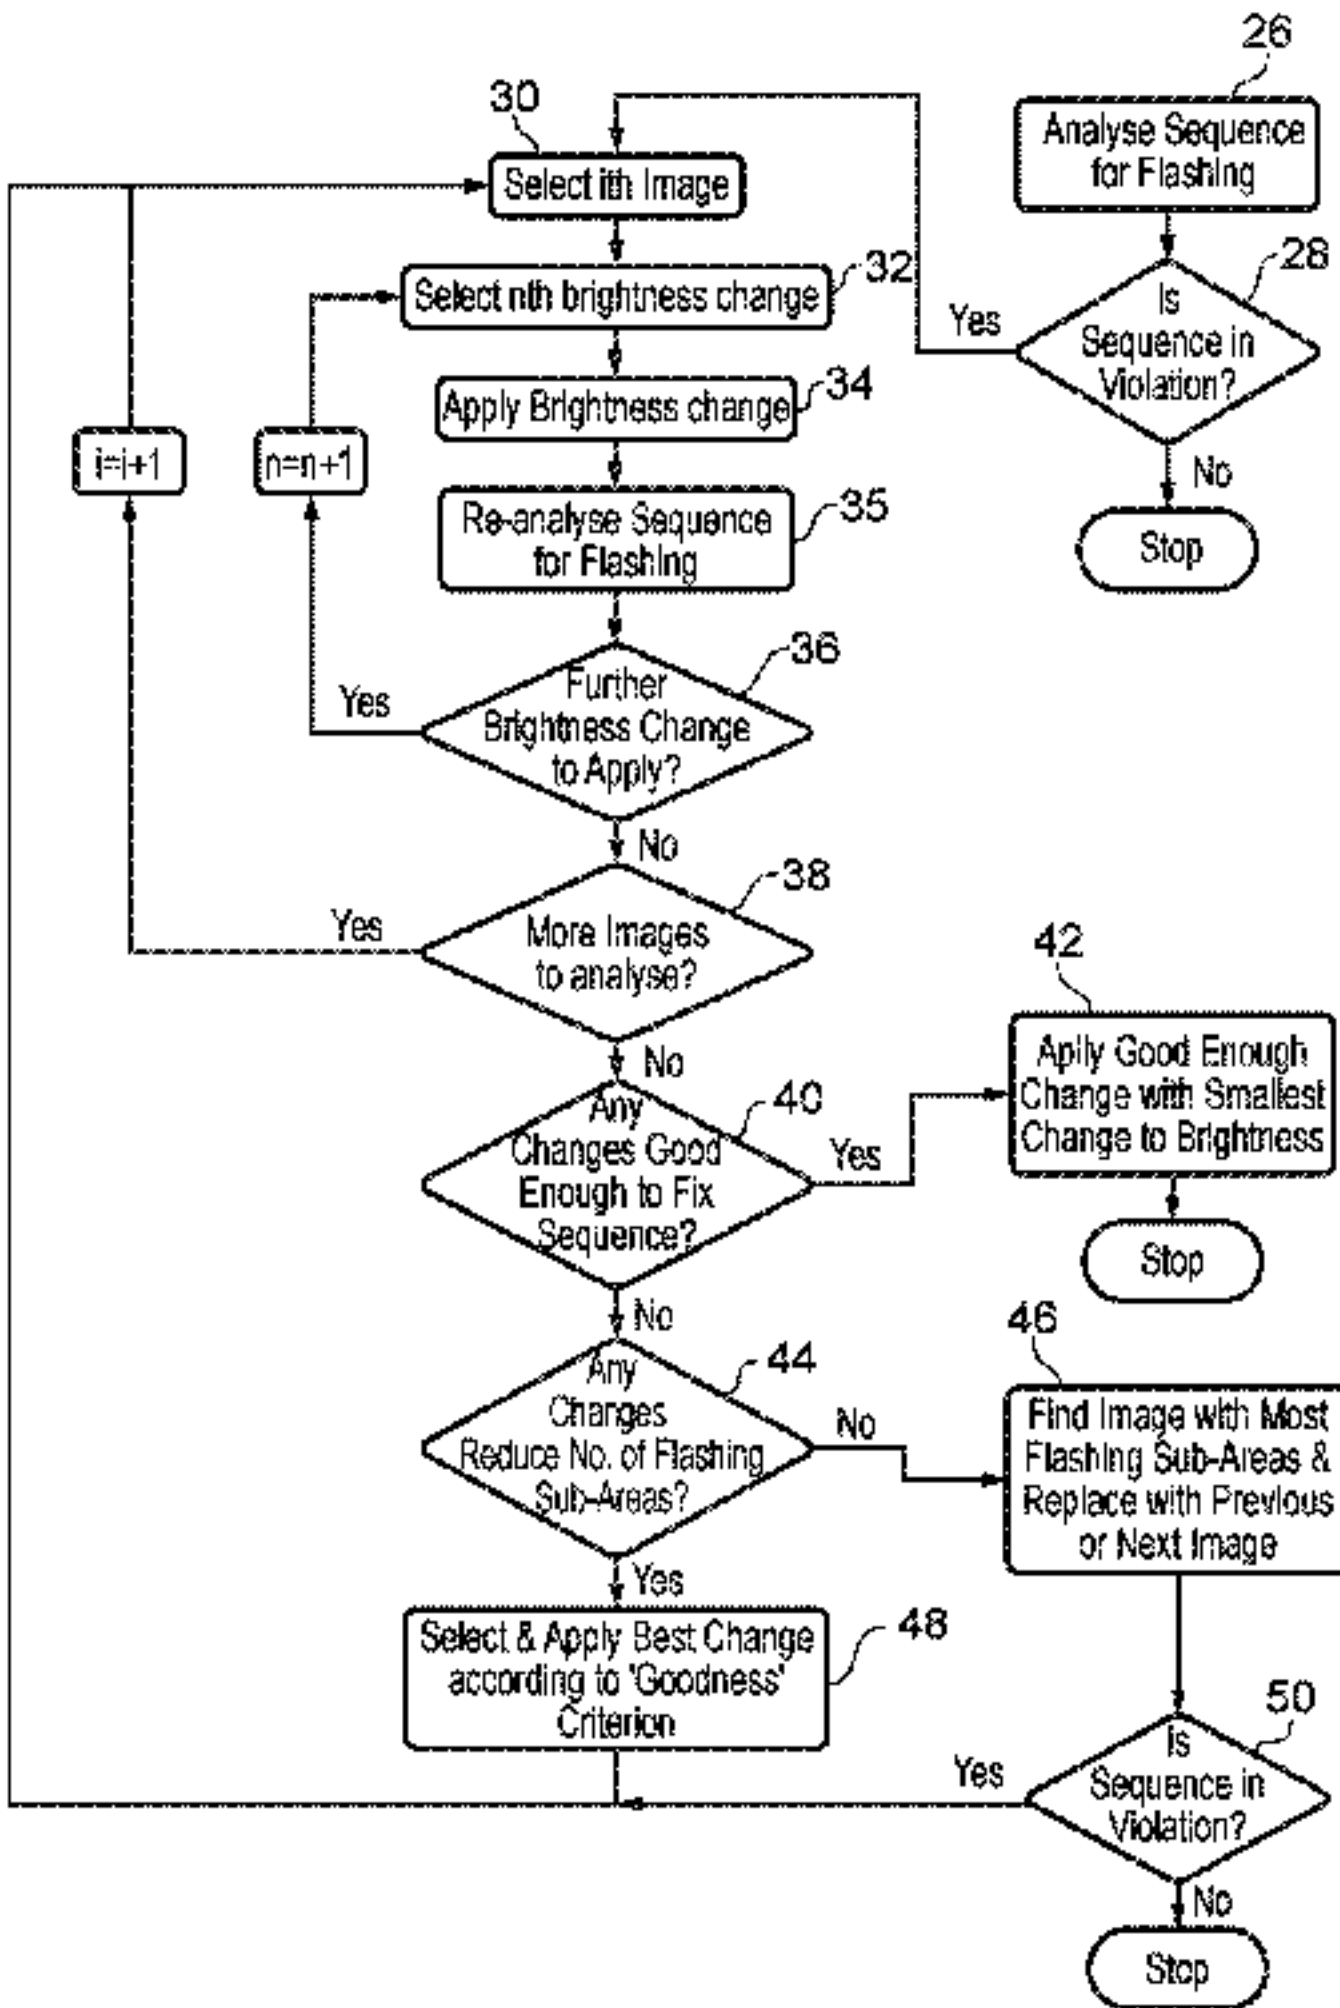 26
Analyse Sequence
for Flashing
28
Is
Sequence in
Violation?
Yes
No
Stop
30
Select ith Image
Select nth brightness change
32
Apply Brightness change
34
i=i+1
n=n+1
Re-analyse Sequence
for Flashing
35
36
Further
Brightness Change
to Apply?
Yes
No
38
More Images
to analyse?
Yes
No
40
Any
Changes Good
Enough to Fix
Sequence?
Yes
No
42
Aplly Good Enough
Change with Smallest
Change to Brightness
Stop
44
Any
Changes
Reduce No. of Flashing
Sub-Areas?
No
Yes
46
Find Image with Most
Flashing Sub-Areas &
Replace with Previous
or Next Image
Select & Apply Best Change
according to 'Goodness'
Criterion
48
50
Is
Sequence in
Violation?
Yes
No
Stop